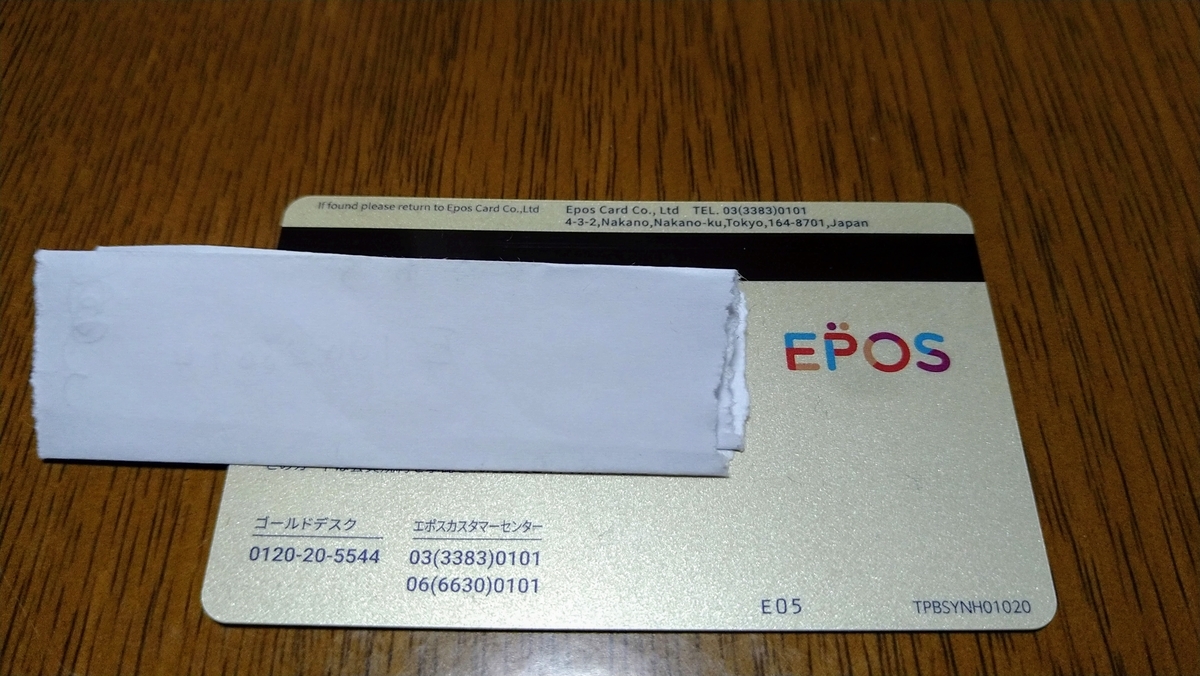 If found please return to Epos Card Co.,Ltd
Epos Card Co., Ltd TEL. 03(3383)0101
4-3-2,Nakano,Nakano-ku,Tokyo,164-8701,Japan
EPOS
ゴールドデスク
0120-20-5544
エポスカスタマーセンター
03(3383)0101
06(6630)0101
E05
TPBSYNH01020